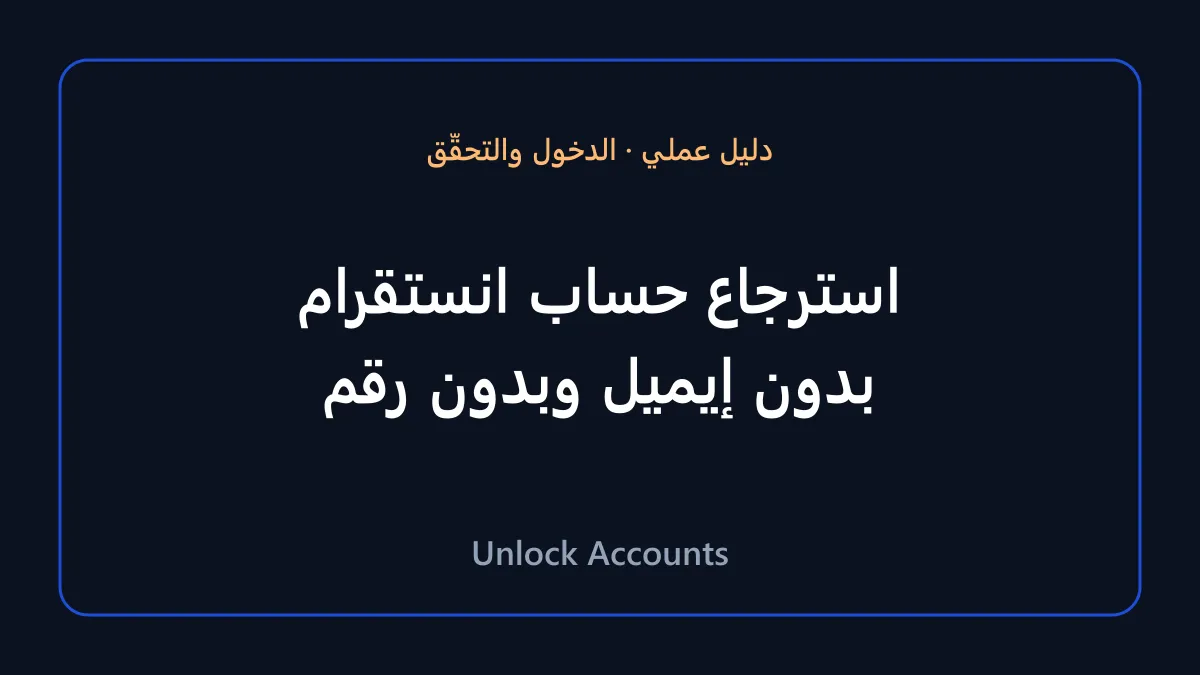 دليل عملي · الدخول والتحقّق
استرجاع حساب انستقرام
بدون إيميل وبدون رقم
Unlock Accounts